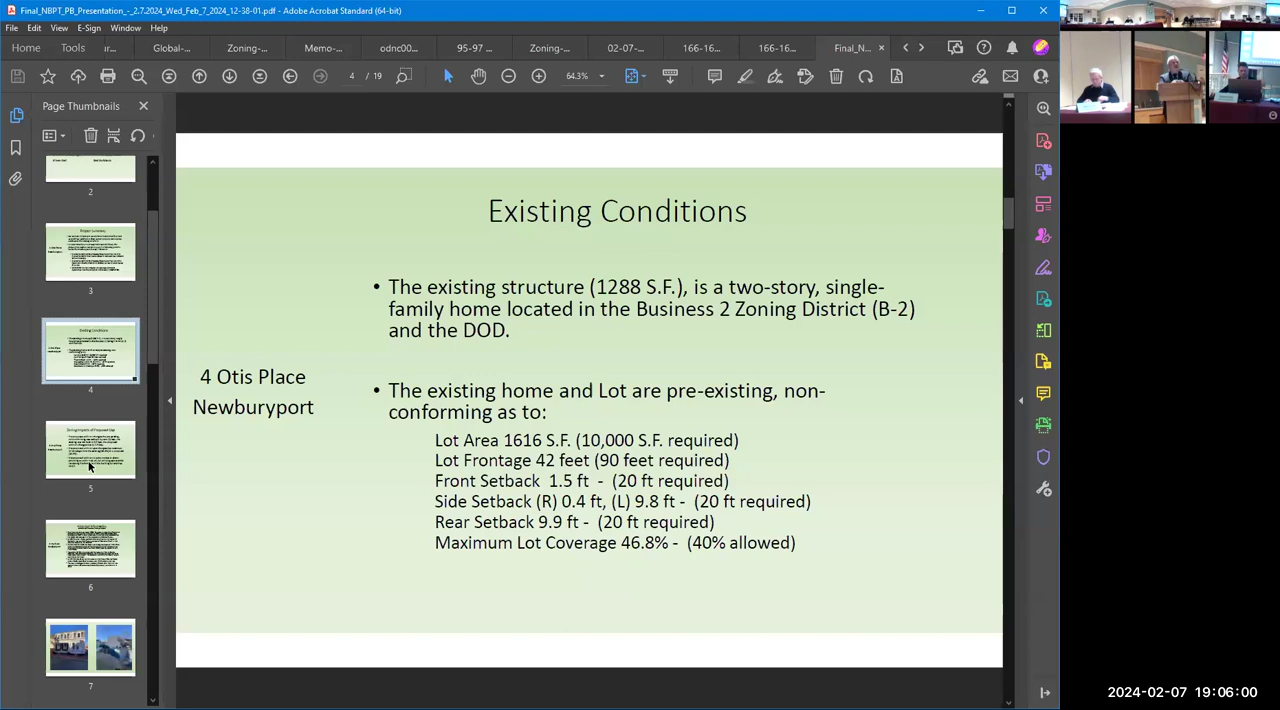 Final_NBPT_PB_Presentation_-_2.7.2024_Wed_Feb_7_2024_12-38-01.pdf - Adobe Acrobat Standard (64-bit)
File Edit View E-Sign Window Help
Home Tools ur... Global-... Zoning-... Memo-... odnc00... 95-97 ... Zoning-... 02-07-... 166-16... 166-16... Final_N...
4 / 19 64.3%
Page Thumbnails
2
3
4
5
6
7
Existing Conditions
4 Otis Place
Newburyport
• The existing structure (1288 S.F.), is a two-story, single-
family home located in the Business 2 Zoning District (B-2)
and the DOD.
• The existing home and Lot are pre-existing, non-
conforming as to:
Lot Area 1616 S.F. (10,000 S.F. required)
Lot Frontage 42 feet (90 feet required)
Front Setback 1.5 ft - (20 ft required)
Side Setback (R) 0.4 ft, (L) 9.8 ft - (20 ft required)
Rear Setback 9.9 ft - (20 ft required)
Maximum Lot Coverage 46.8% - (40% allowed)
2024-02-07 19:06:00